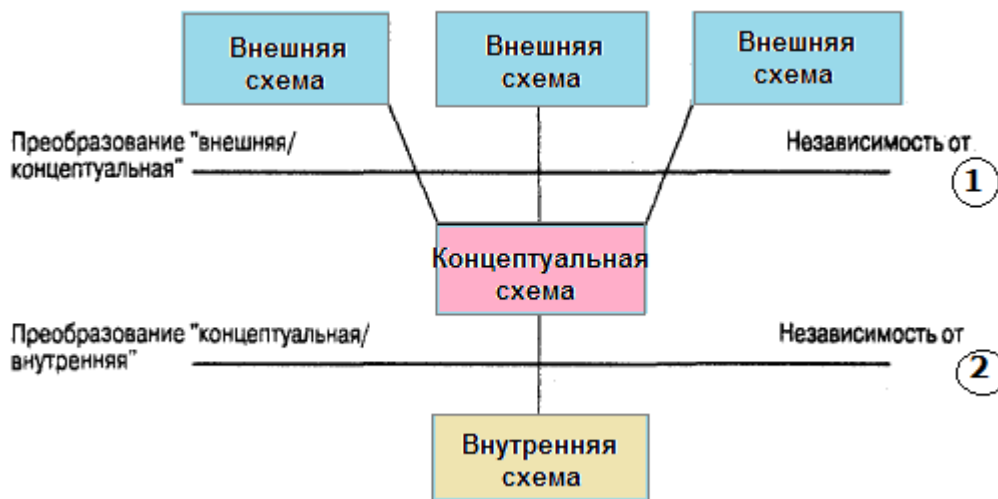 Внешняя
схема
Внешняя
схема
Внешняя
схема
Преобразование "внешняя/
концептуальная"
Независимость от
1
Концептуальная
схема
Преобразование "концептуальная/
внутренняя"
Независимость от
2
Внутренняя
схема